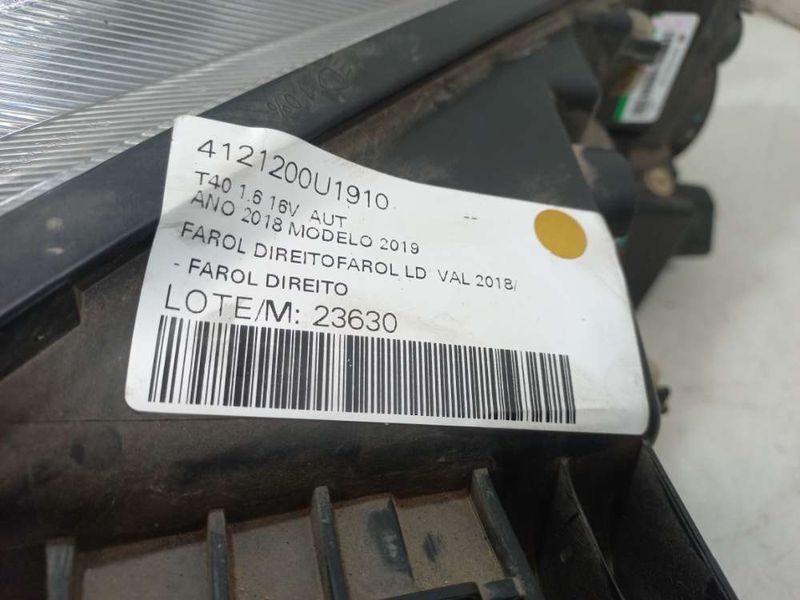 4121200U1910
T40 1.6 16V AUT --
ANO 2018 MODELO 2019
FAROL DIREITOFAROL LD VAL 2018/
- FAROL DIREITO
LOTE/M: 23630